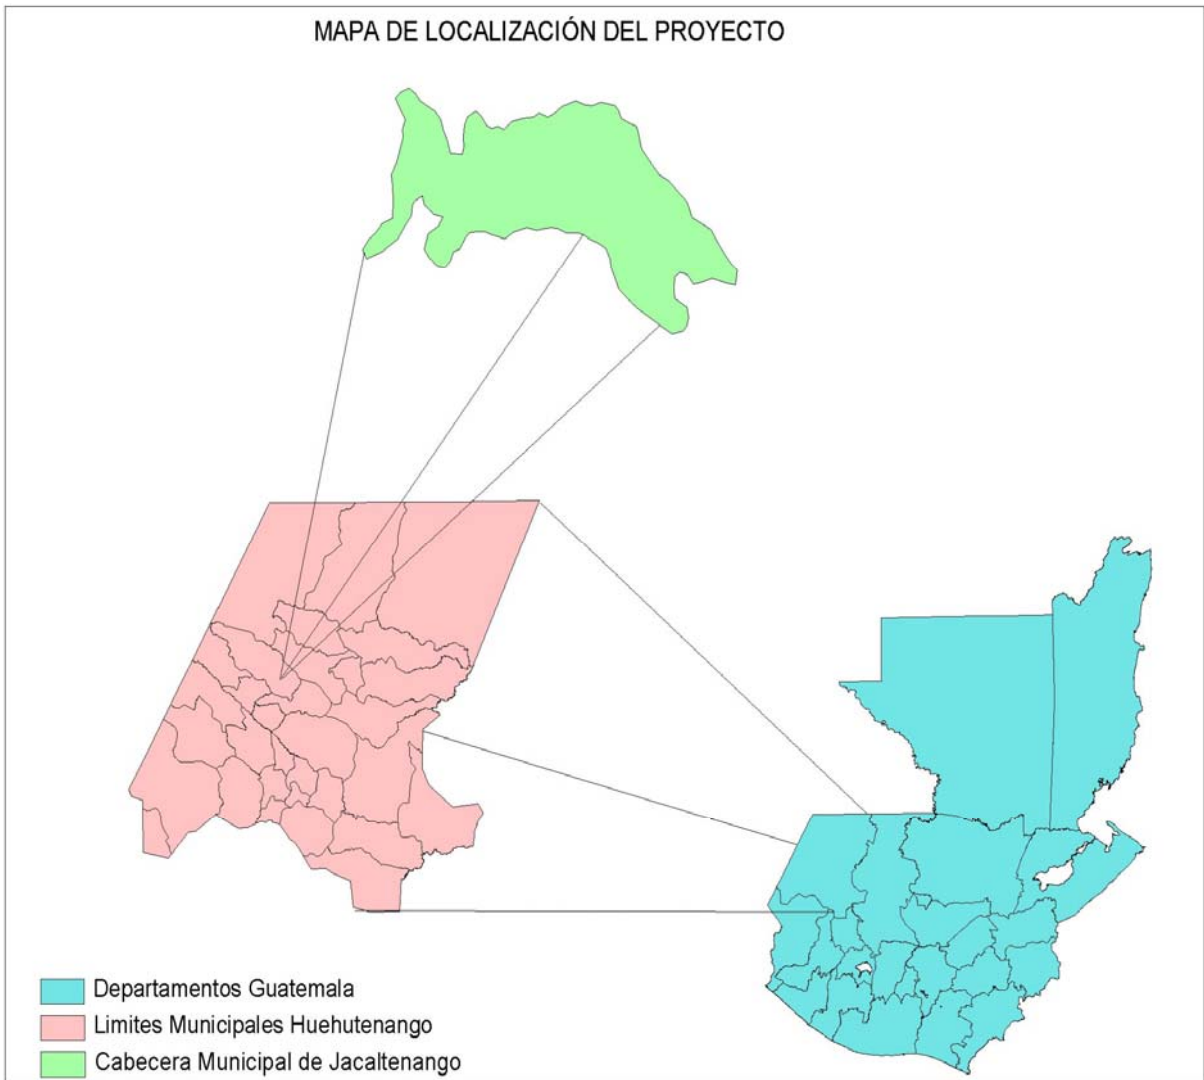 MAPA DE LOCALIZACIÓN DEL PROYECTO
Departamentos Guatemala
Limites Municipales Huehutenango
Cabecera Municipal de Jacaltenango